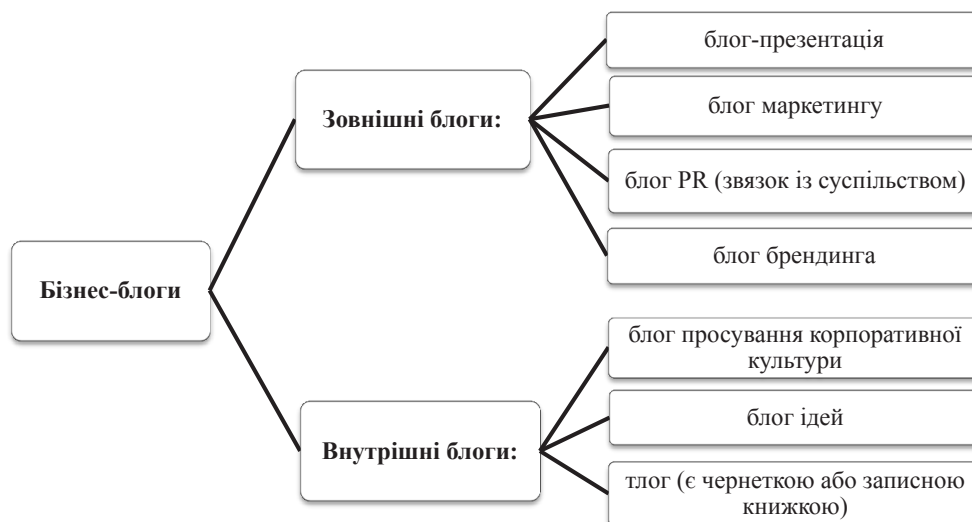 Бізнес-блоги
Зовнішні блоги:
блог-презентація
блог маркетингу
блог PR (звязок із суспільством)
блог брендинга
Внутрішні блоги:
блог просування корпоративної
культури
блог ідей
тлог (є чернеткою або записною
книжкою)